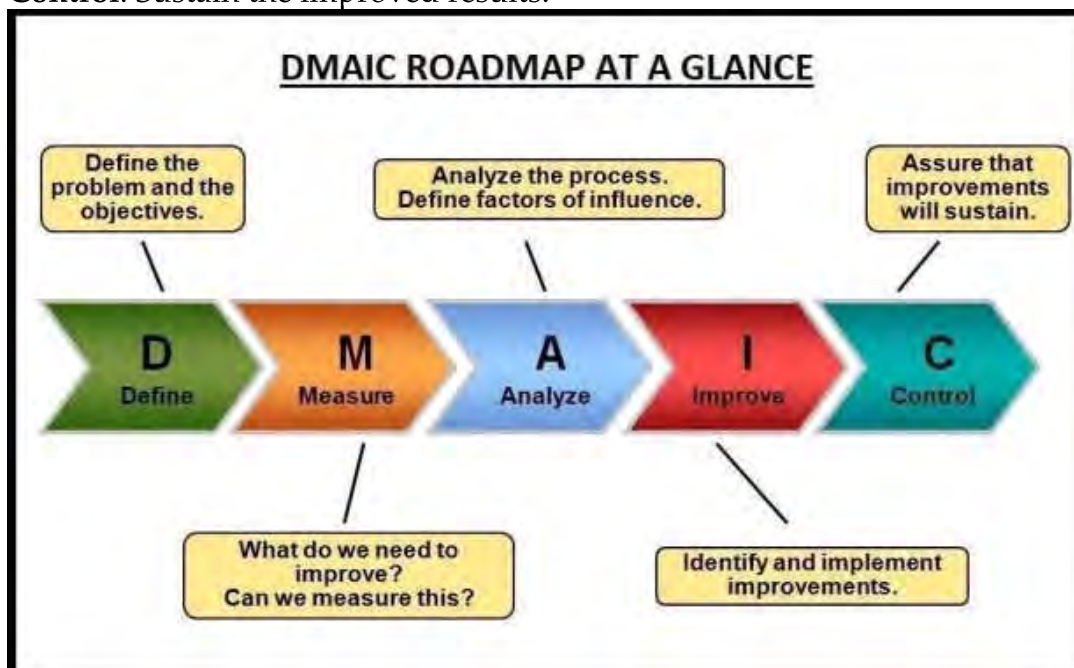 Control: Sustain the improved results.
DMAIC ROADMAP AT A GLANCE
Define the
problem and the
objectives.
Analyze the process.
Define factors of influence.
Assure that
improvements
will sustain.
D
Define
M
Measure
A
Analyze
I
Improve
C
Control
What do we need to
improve?
Can we measure this?
Identify and implement
improvements.